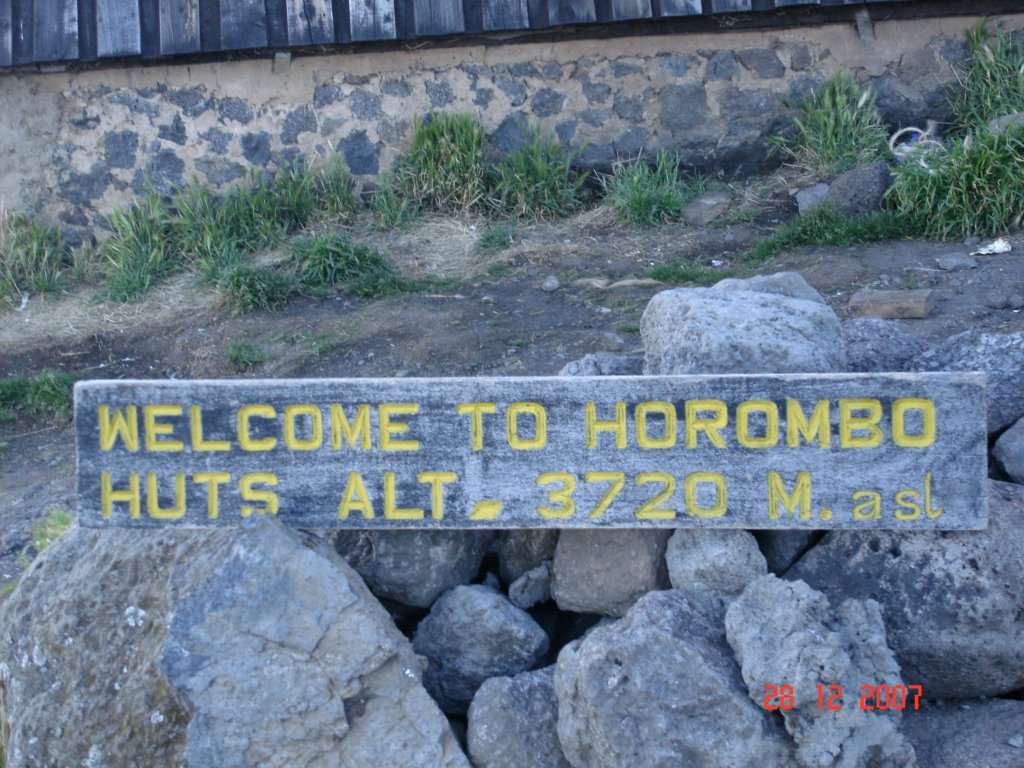 WELCOME TO HOROMBO
HUTS ALT. 3720 M. asl
28 12 2007